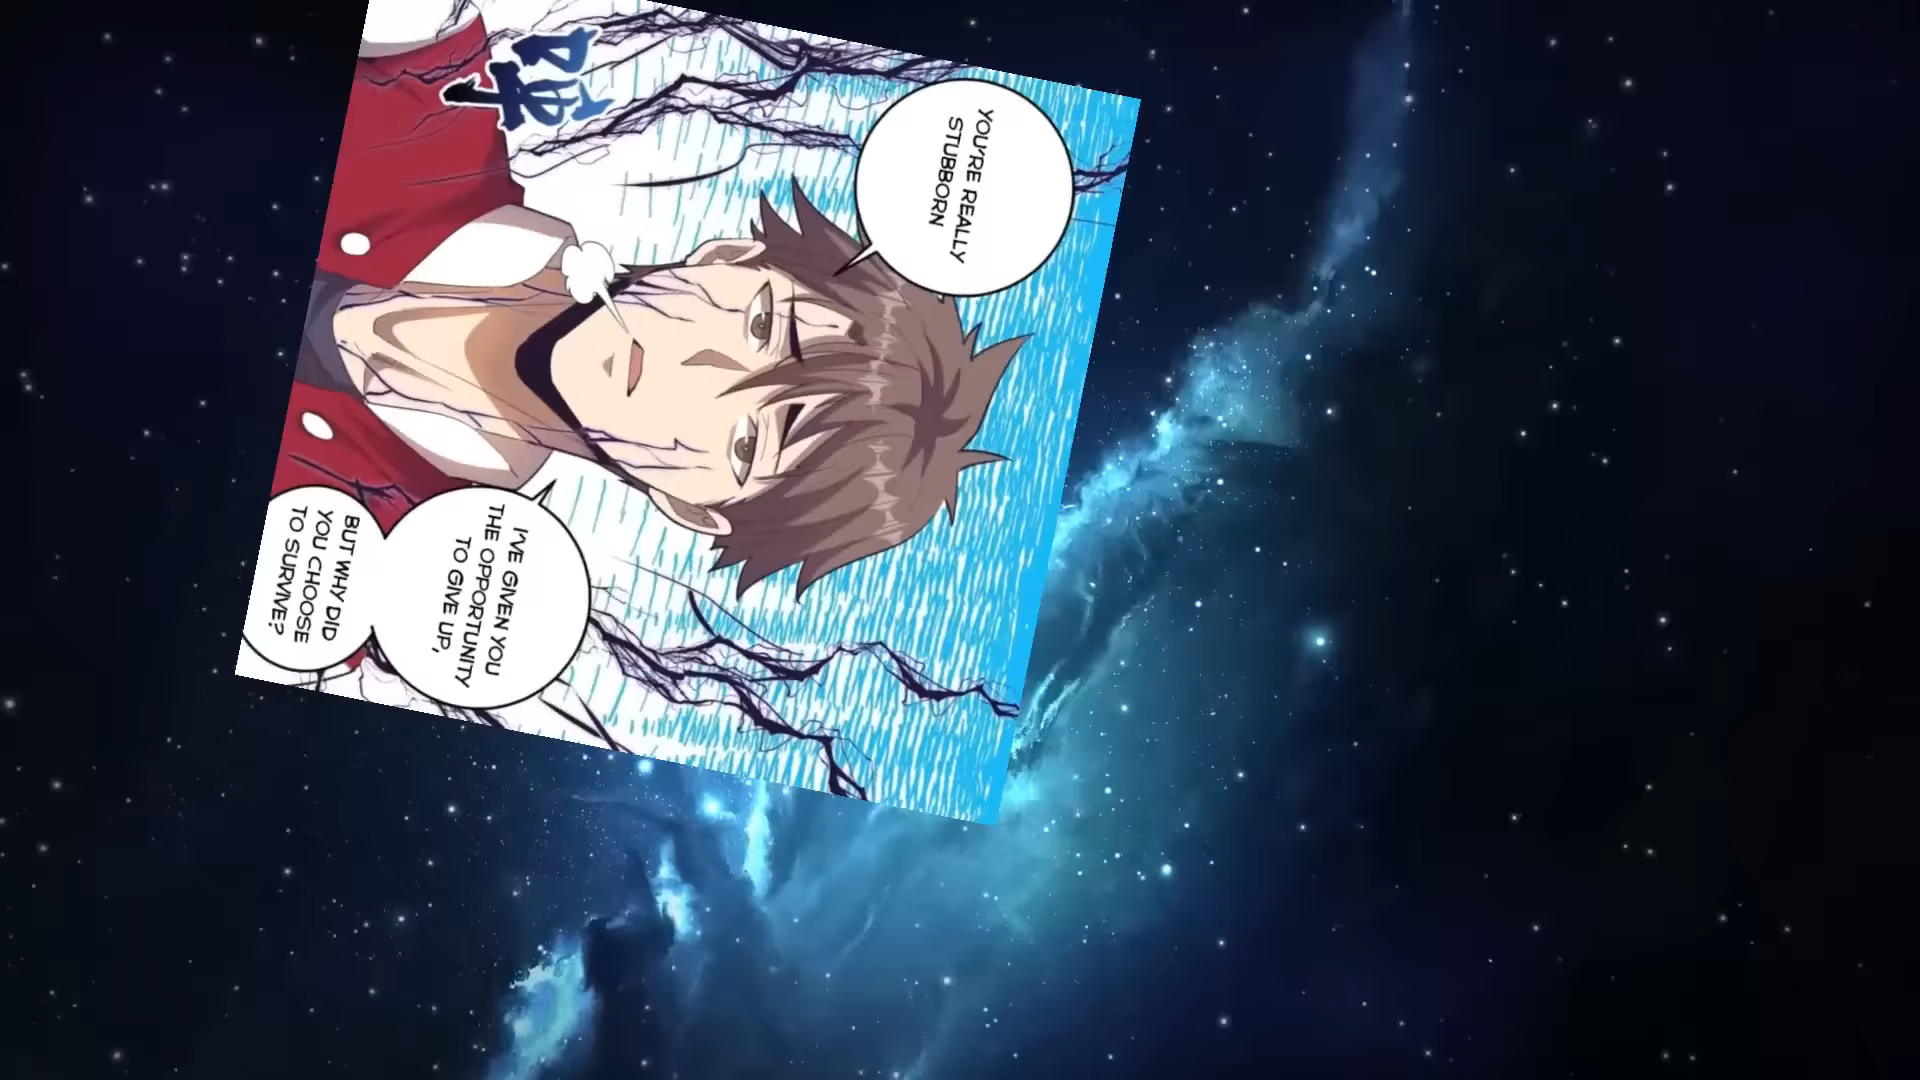 YOU'RE REALLY
STUBBORN
I'VE GIVEN YOU
THE OPPORTUNITY
TO GIVE UP,
BUT WHY DID
YOU CHOOSE
TO SURVIVE?